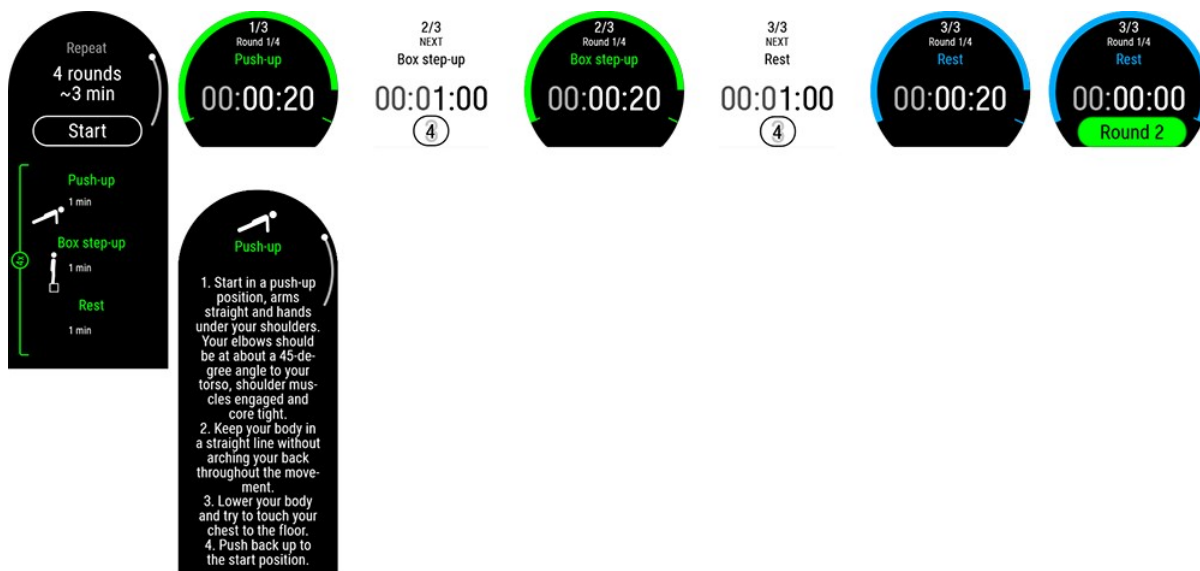 Repeat
4 rounds
~3 min
Start
Push-up
1 min
4x
Box step-up
1 min
Rest
1 min
1/3
Round 1/4
Push-up
00:00:20
2/3
NEXT
Box step-up
00:01:00
4
2/3
Round 1/4
Box step-up
00:00:20
3/3
NEXT
Rest
00:01:00
4
3/3
Round 1/4
Rest
00:00:20
3/3
Round 1/4
Rest
00:00:00
Round 2
Push-up
1. Start in a push-up
position, arms
straight and hands
under your shoulders.
Your elbows should
be at about a 45-de-
gree angle to your
torso, shoulder mus-
cles engaged and
core tight.
2. Keep your body in
a straight line without
arching your back
throughout the move-
ment.
3. Lower your body
and try to touch your
chest to the floor.
4. Push back up to
the start position.